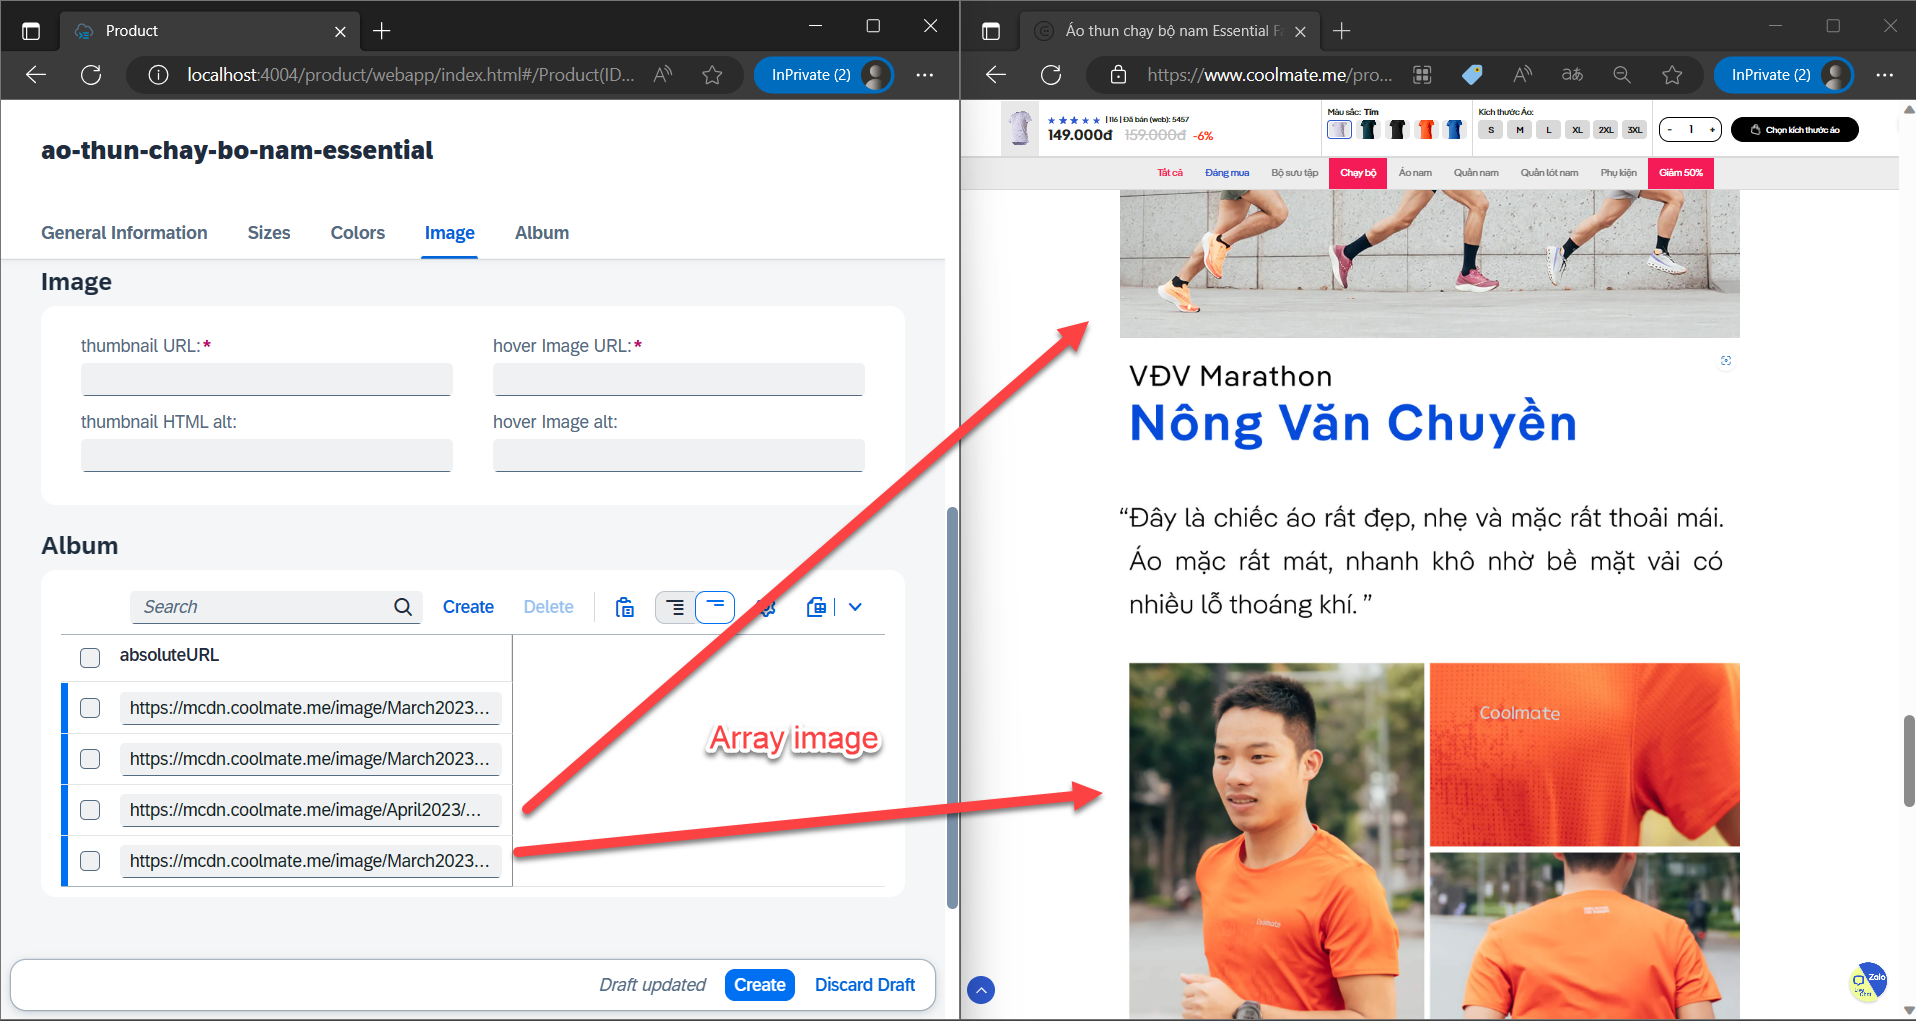 Product
localhost:4004/product/webapp/index.html#/Product(ID...
InPrivate (2)
ao-thun-chay-bo-nam-essential
General Information
Sizes
Colors
Image
Album
Image
thumbnail URL:*
hover Image URL:*
thumbnail HTML alt:
hover Image alt:
Album
Search
Create
Delete
absoluteURL
https://mcdn.coolmate.me/image/March2023...
https://mcdn.coolmate.me/image/March2023...
https://mcdn.coolmate.me/image/April2023/...
https://mcdn.coolmate.me/image/March2023...
Array image
Draft updated
Create
Discard Draft
Áo thun chạy bộ nam Essential F
https://www.coolmate.me/pro...
InPrivate (2)
| 116 | Đã bán (web): 5457
149.000đ 159.000đ -6%
Màu sắc: Tím
Kích thước Áo:
S M L XL 2XL 3XL
- 1 +
Chọn kích thước áo
Tất cả
Đáng mua
Bộ sưu tập
Chạy bộ
Áo nam
Quần nam
Quần lót nam
Phụ kiện
Giảm 50%
VĐV Marathon
Nông Văn Chuyền
“Đây là chiếc áo rất đẹp, nhẹ và mặc rất thoải mái.
Áo mặc rất mát, nhanh khô nhờ bề mặt vải có
nhiều lỗ thoáng khí. ”
Coolmate
Coolmate
Zalo